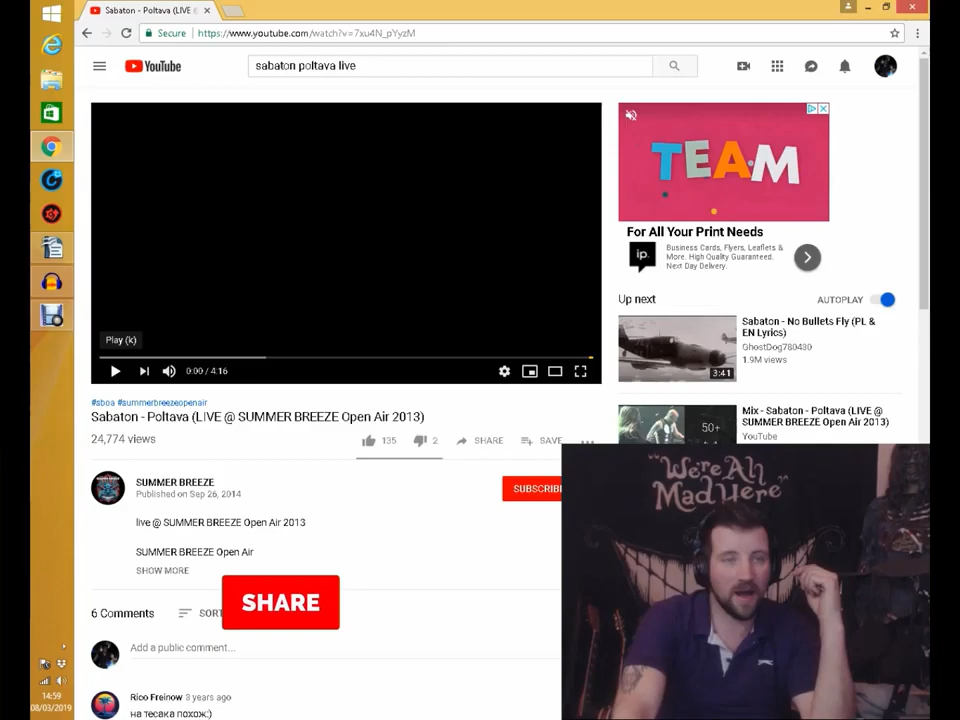 Sabaton - Poltava (LIVE
Secure
https://www.youtube.com/watch?v=7xu4N_pYyzM
YouTube
sabaton poltava live
TEAM
For All Your Print Needs
ip.
Business Cards, Flyers, Leaflets &
More. High Quality Guaranteed.
Next Day Delivery.
Up next
AUTOPLAY
Sabaton - No Bullets Fly (PL &
EN Lyrics)
GhostDog780430
1.9M views
3:41
Play (k)
0:00 / 4:16
#sboa #summerbreezeopenair
Sabaton - Poltava (LIVE @ SUMMER BREEZE Open Air 2013)
24,774 views
135
2
SHARE
SAVE
Mix - Sabaton - Poltava (LIVE @
SUMMER BREEZE Open Air 2013)
YouTube
50+
SUMMER BREEZE
Published on Sep 26, 2014
SUBSCRIBE
live @ SUMMER BREEZE Open Air 2013
SUMMER BREEZE Open Air
SHOW MORE
SHARE
6 Comments
SORT
Add a public comment...
Rico Freinow 3 years ago
на тесака похож:)
"We're All
Mad Here"
14:59
08/03/2019